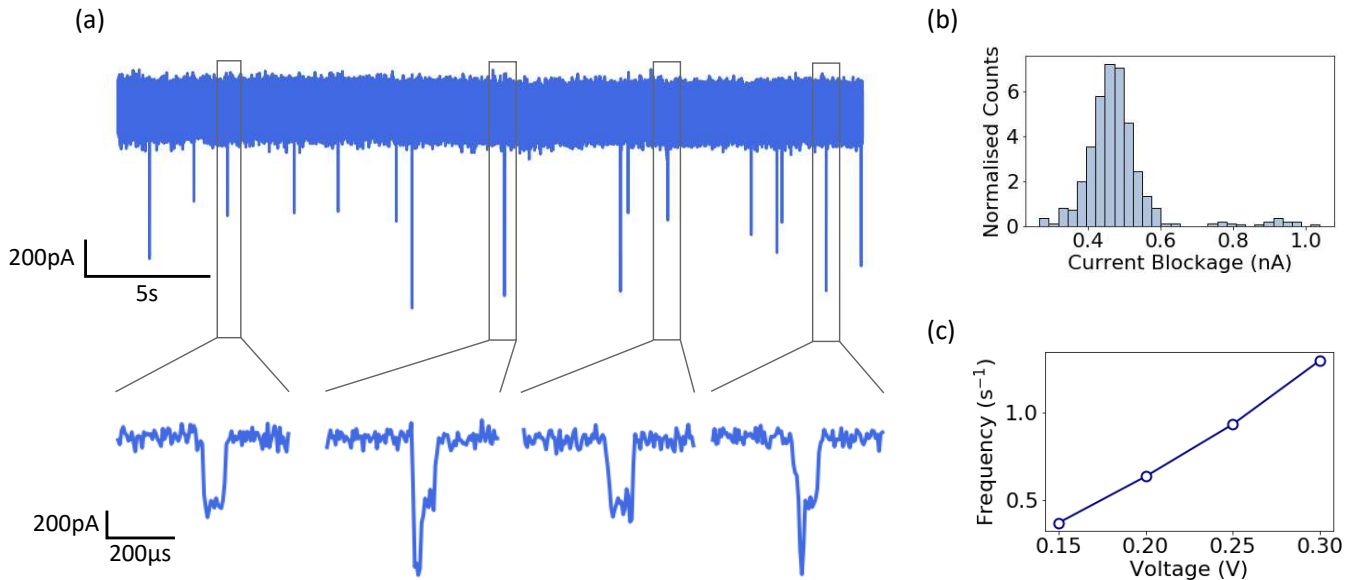 (a)
200pA
5s
200pA
200µs
(b)
Normalised Counts
6
4
2
0
0.4 0.6 0.8 1.0
Current Blockage (nA)
(c)
Frequency (s⁻¹)
1.0
0.5
0.15 0.20 0.25 0.30
Voltage (V)